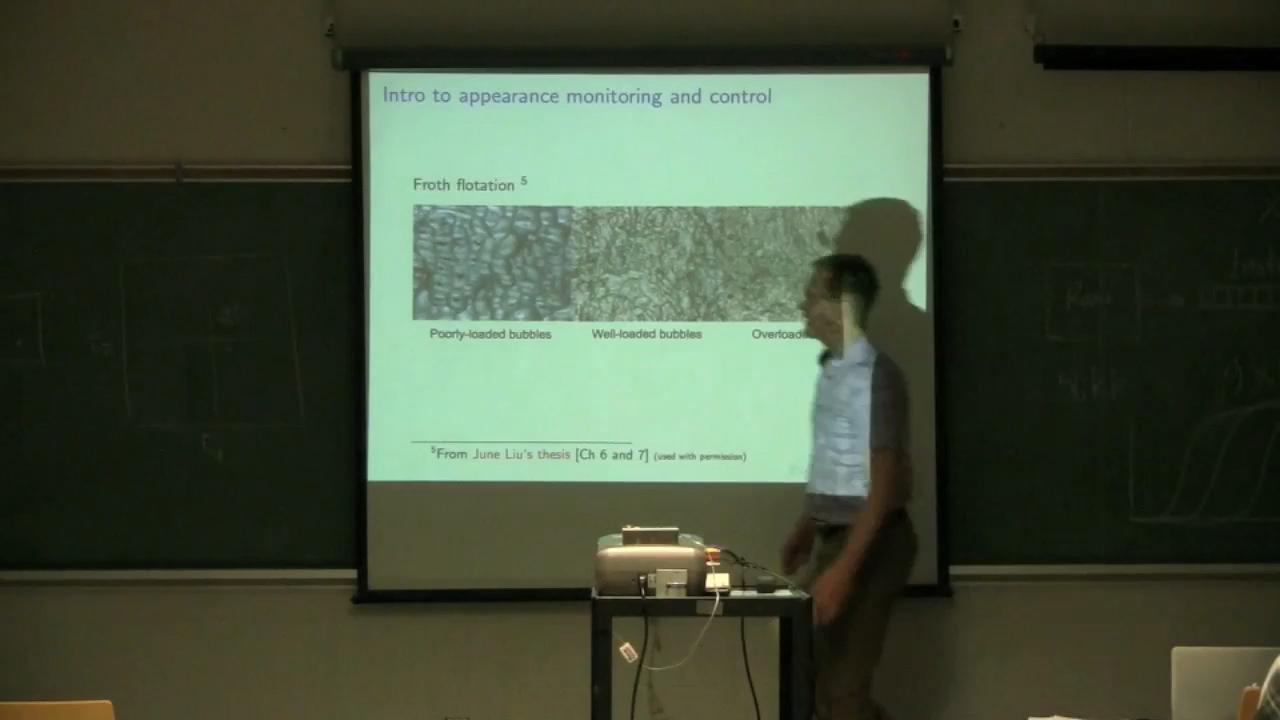 Intro to appearance monitoring and control
Froth flotation 5
Poorly-loaded bubbles Well-loaded bubbles
5From June Liu's thesis [Ch 6 and 7] (used with permission)